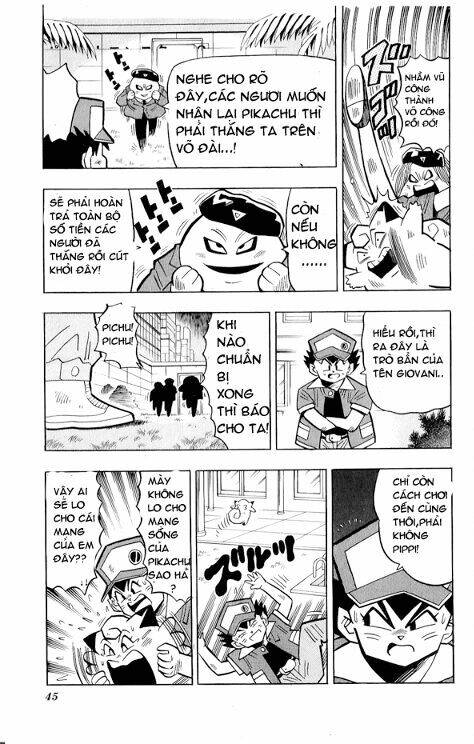 NGHE CHO RÕ
ĐÂY,CÁC NGƯƠI MUỐN
NHẬN LẠI PIKACHU THÌ
PHẢI THẮNG TA TRÊN
VÕ ĐÀI...!
NHẦM VŨ
CÔNG
THÀNH
VÕ CÔNG
RỒI ĐÓ!
SẼ PHẢI HOÀN
TRẢ TOÀN BỘ
SỐ TIỀN CÁC
NGƯỜI ĐÃ
THẮNG RỒI CÚT
KHỎI ĐÂY!
CÒN
NẾU
KHÔNG
......
PICHU!
PICHU!
KHI
NÀO
CHUẨN
BỊ
XONG
THÌ BÁO
CHO TA!
HIỂU RỒI,THÌ
RA ĐÂY LÀ
TRÒ BẨN CỦA
TÊN GIOVANI..
VẬY AI
SẼ LO
CHO CÁI
MẠNG
CỦA EM
ĐÂY??
MÀY
KHÔNG
LO CHO
MẠNG
SỐNG
CỦA
PIKACHU
SAO HẢ
?
CHỈ CÒN
CÁCH CHƠI
ĐẾN CÙNG
THÔI,PHẢI
KHÔNG
PIPPI!
45